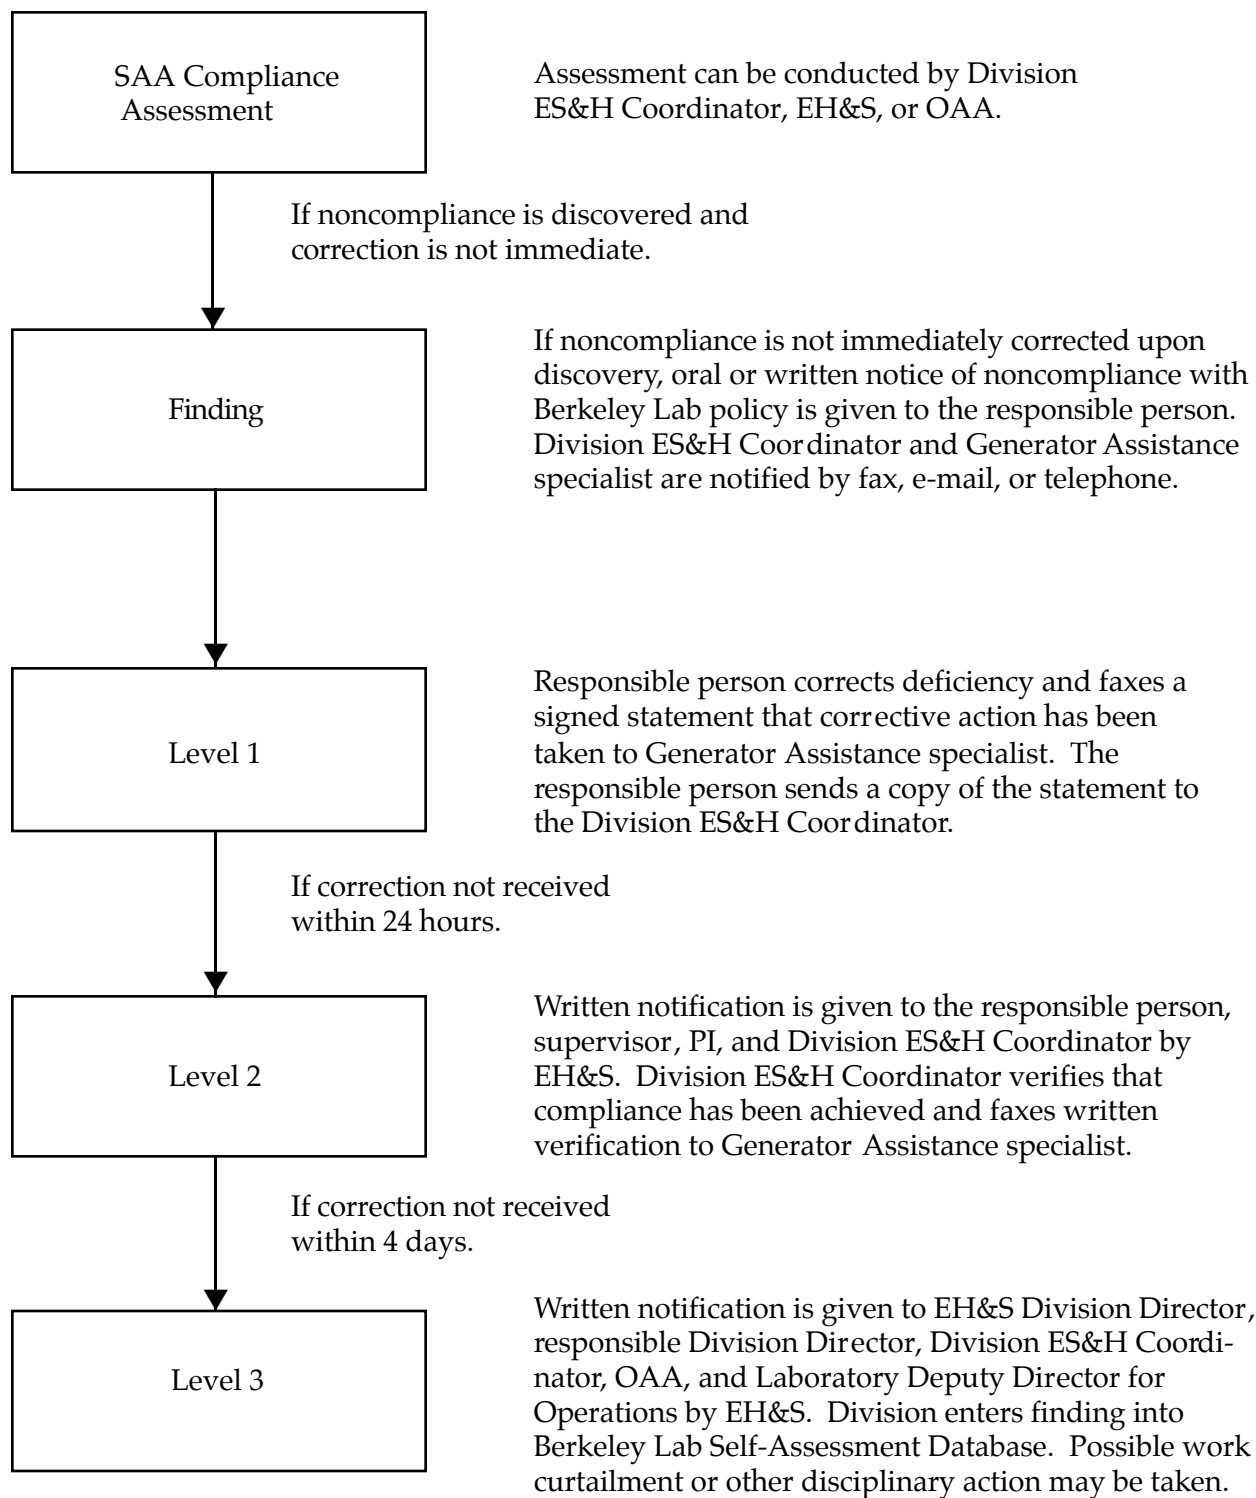 SAA Compliance
Assessment
Assessment can be conducted by Division
ES&H Coordinator, EH&S, or OAA.
If noncompliance is discovered and
correction is not immediate.
Finding
If noncompliance is not immediately corrected upon
discovery, oral or written notice of noncompliance with
Berkeley Lab policy is given to the responsible person.
Division ES&H Coordinator and Generator Assistance
specialist are notified by fax, e-mail, or telephone.
Level 1
Responsible person corrects deficiency and faxes a
signed statement that corrective action has been
taken to Generator Assistance specialist.  The
responsible person sends a copy of the statement to
the Division ES&H Coordinator.
If correction not received
within 24 hours.
Level 2
Written notification is given to the responsible person,
supervisor, PI, and Division ES&H Coordinator by
EH&S.  Division ES&H Coordinator verifies that
compliance has been achieved and faxes written
verification to Generator Assistance specialist.
If correction not received
within 4 days.
Level 3
Written notification is given to EH&S Division Director,
responsible Division Director, Division ES&H Coordi-
nator, OAA, and Laboratory Deputy Director for
Operations by EH&S.  Division enters finding into
Berkeley Lab Self-Assessment Database.  Possible work
curtailment or other disciplinary action may be taken.